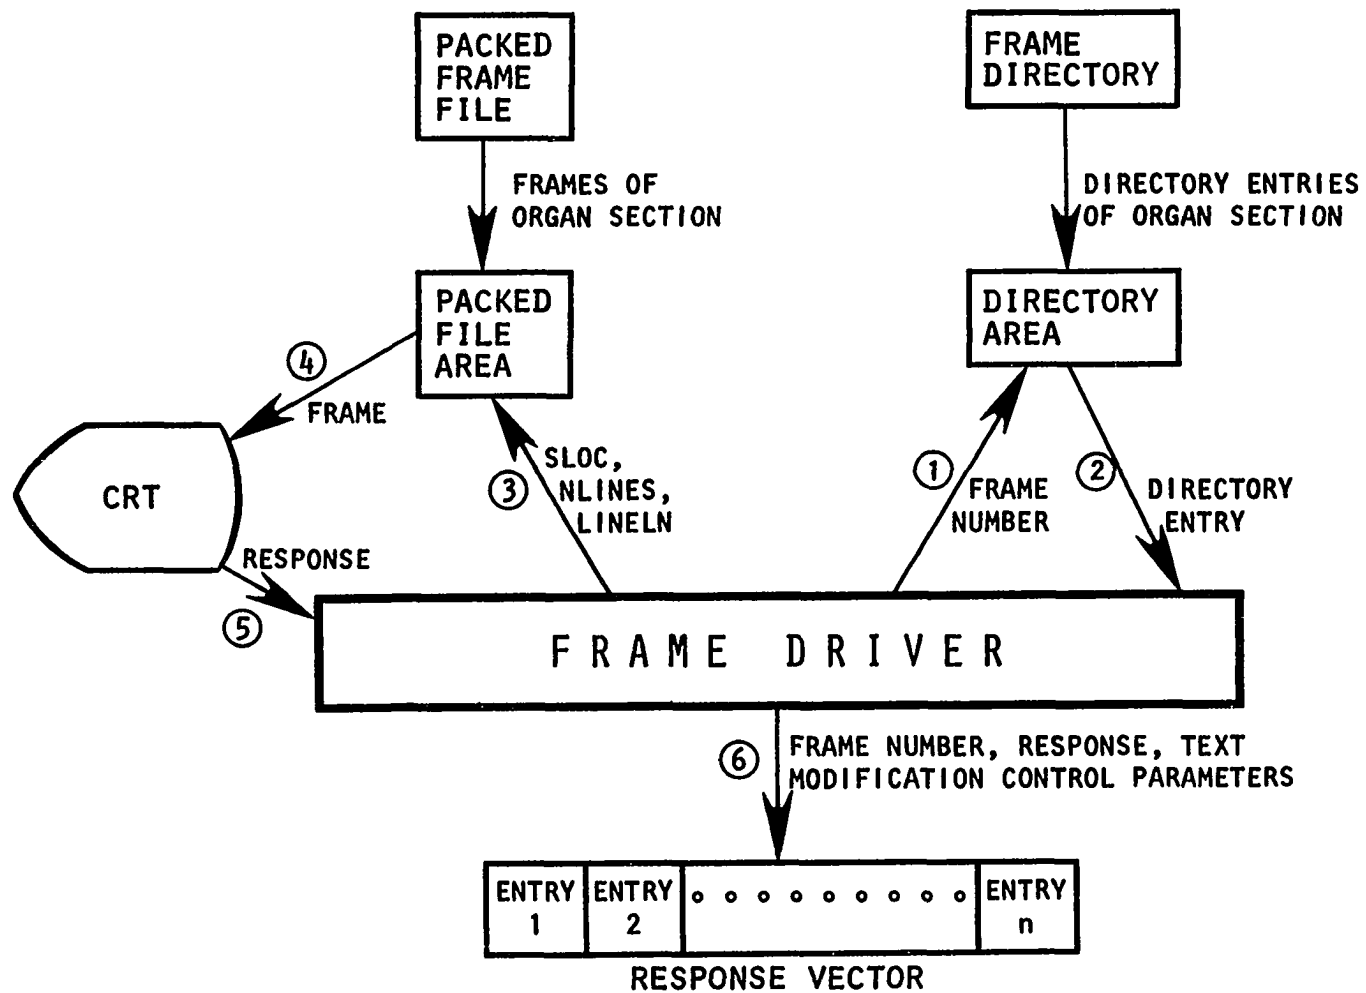 PACKED
FRAME
FILE
FRAME
DIRECTORY
FRAMES OF
ORGAN SECTION
DIRECTORY ENTRIES
OF ORGAN SECTION
PACKED
FILE
AREA
DIRECTORY
AREA
4
FRAME
CRT
3
SLOC,
NLINES,
LINELN
1
FRAME
NUMBER
2
DIRECTORY
ENTRY
RESPONSE
5
FRAME DRIVER
6
FRAME NUMBER, RESPONSE, TEXT
MODIFICATION CONTROL PARAMETERS
ENTRY
1
ENTRY
2
ENTRY
n
RESPONSE VECTOR